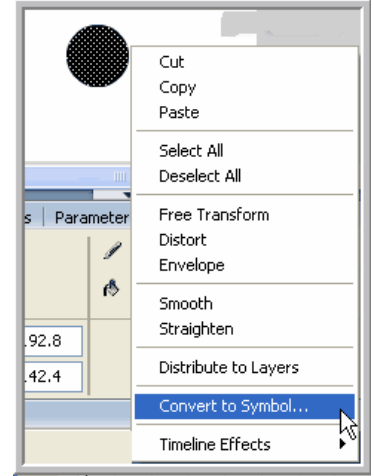 Cut
Copy
Paste
Select All
Deselect All
s | Parameter
Free Transform
Distort
Envelope
Smooth
Straighten
.92.8
Distribute to Layers
.42.4
Convert to Symbol...
Timeline Effects